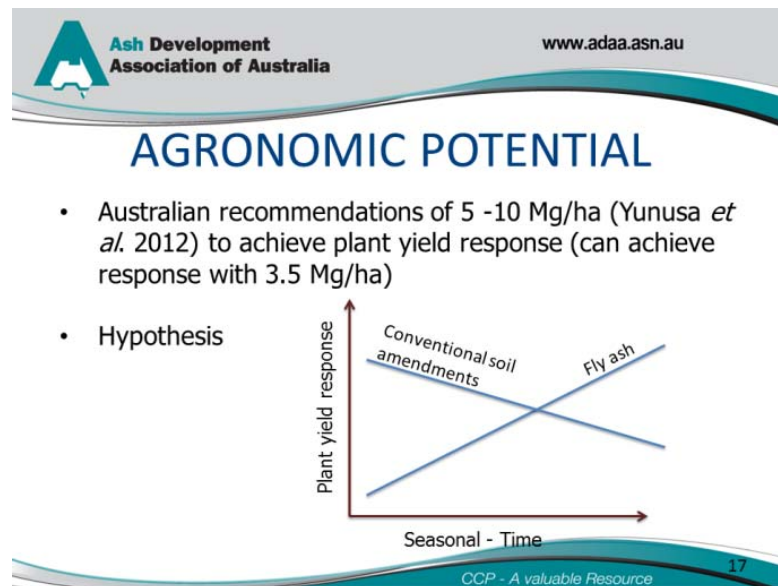 Ash Development
Association of Australia
www.adaa.asn.au
AGRONOMIC POTENTIAL
• Australian recommendations of 5 -10 Mg/ha (Yunusa et
al. 2012) to achieve plant yield response (can achieve
response with 3.5 Mg/ha)
• Hypothesis
Plant yield response
Conventional soil
amendments
Fly ash
Seasonal - Time
CCP - A valuable Resource
17